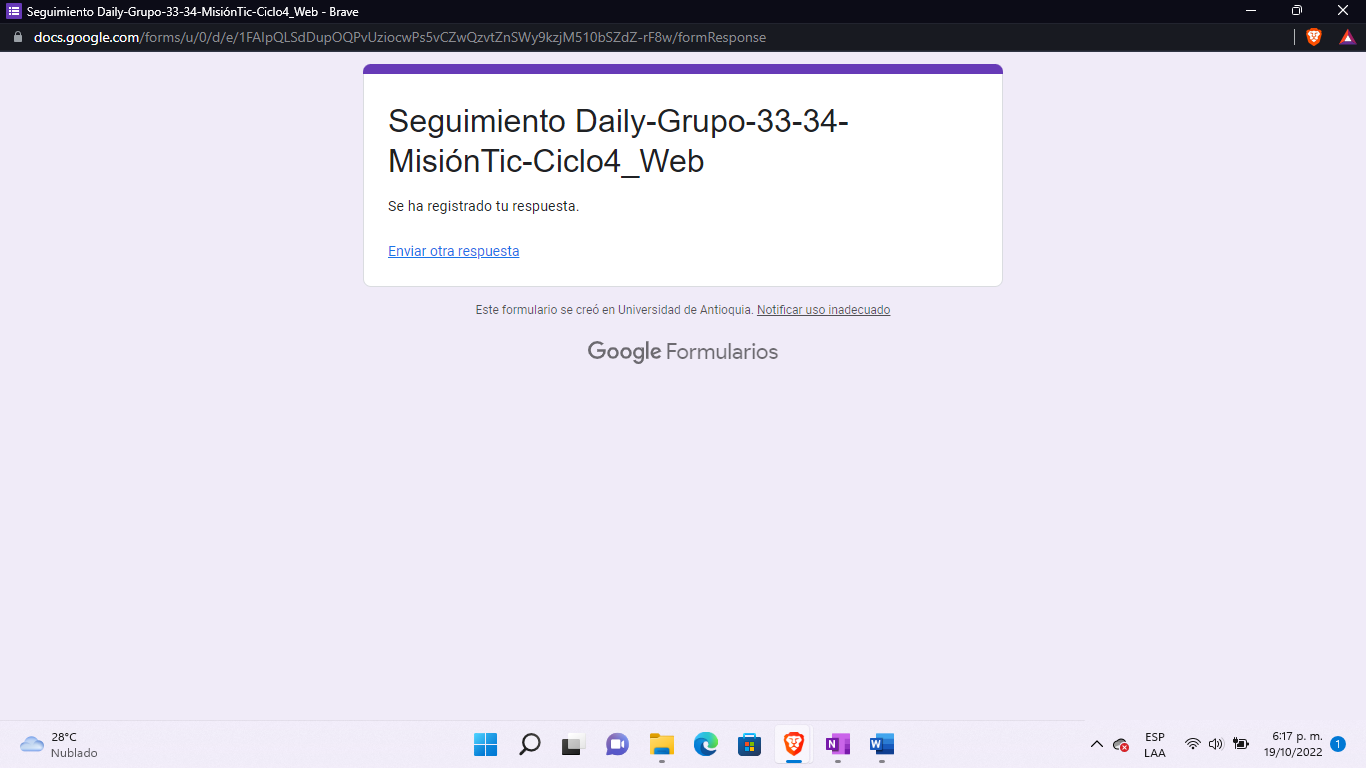 Seguimiento Daily-Grupo-33-34-MisiónTic-Ciclo4_Web - Brave
docs.google.com/forms/u/0/d/e/1FAIpQLSdDupOQPvUziocwPs5vCZwQzvtZnSWy9kzjM510bSZdZ-rF8w/formResponse
Seguimiento Daily-Grupo-33-34-
MisiónTic-Ciclo4_Web
Se ha registrado tu respuesta.
Enviar otra respuesta
Este formulario se creó en Universidad de Antioquia. Notificar uso inadecuado
Google Formularios
28°C
Nublado
ESP
LAA
6:17 p. m.
19/10/2022
1